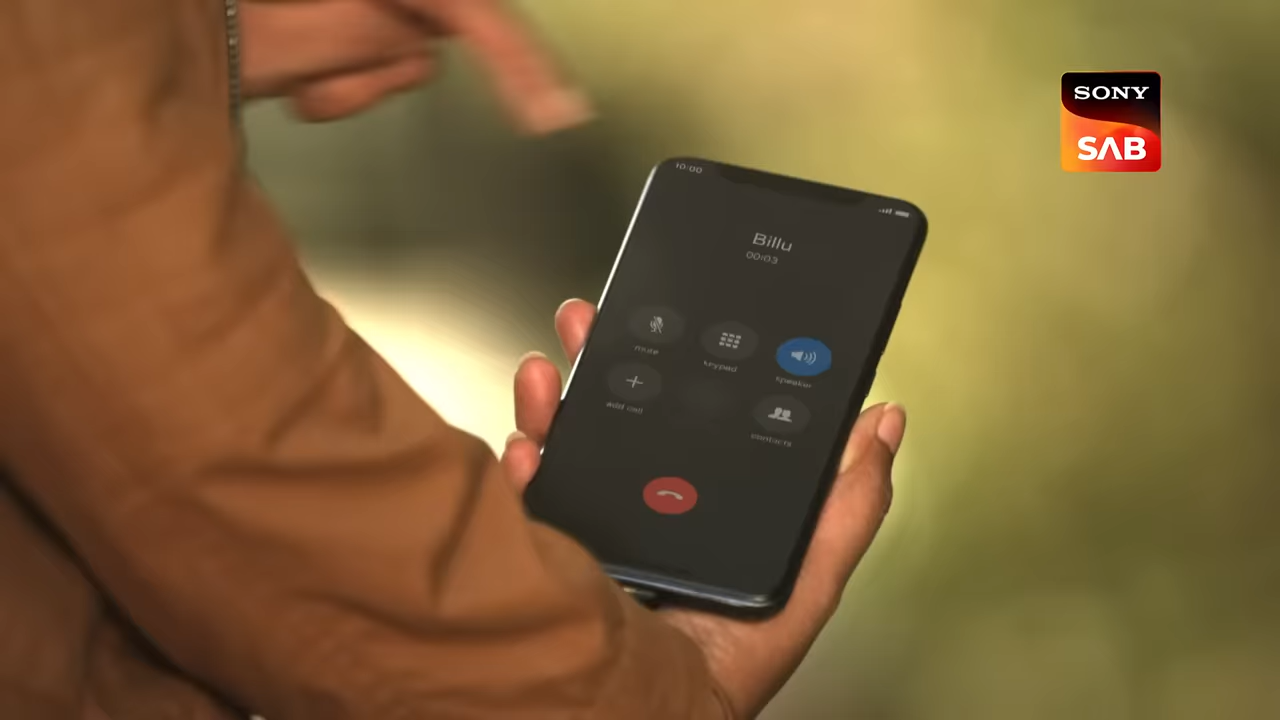 SONY
SAB
10:00
Billu
00:03
mute
keypad
speaker
add call
contacts